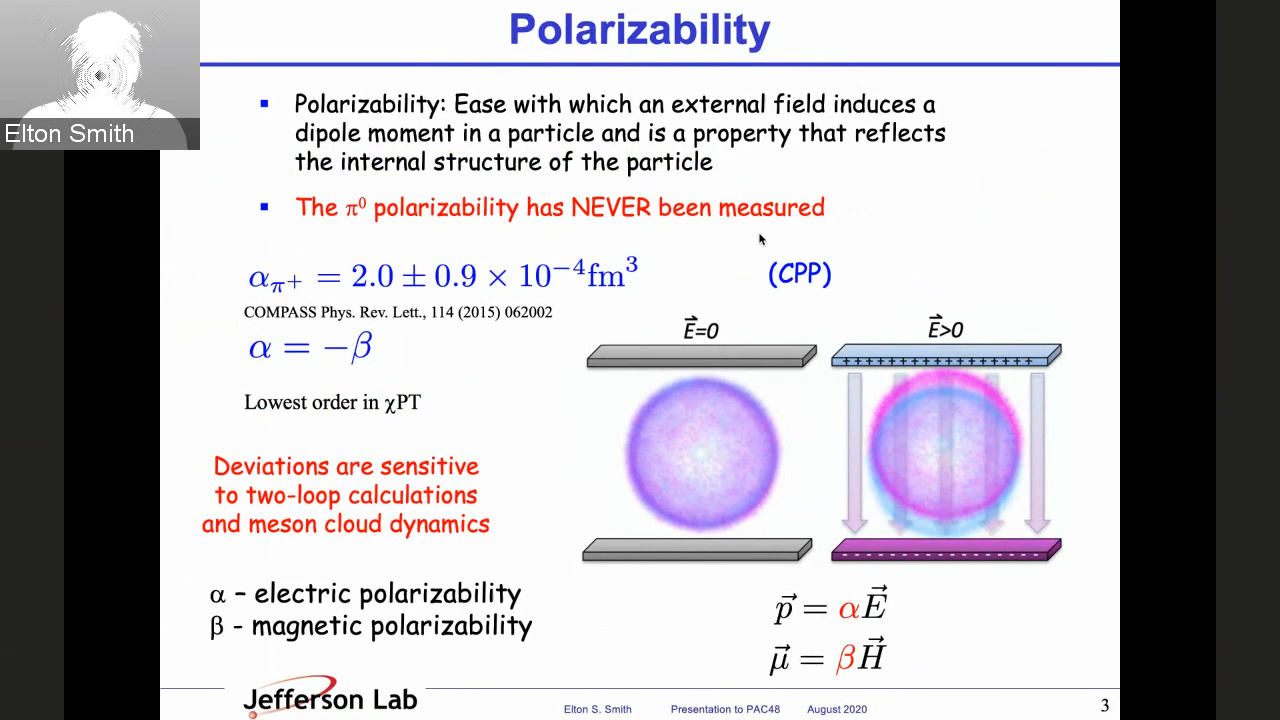 Polarizability
Elton Smith
▪ Polarizability: Ease with which an external field induces a
dipole moment in a particle and is a property that reflects
the internal structure of the particle
▪ The π⁰ polarizability has NEVER been measured
α_{π⁺} = 2.0 ± 0.9 × 10⁻⁴fm³
(CPP)
COMPASS Phys. Rev. Lett., 114 (2015) 062002
α = −β
Lowest order in χPT
Deviations are sensitive
to two-loop calculations
and meson cloud dynamics
E⃗=0
E⃗>0
+ + + + + + + + + + + + + + + +
- - - - - - - - - - - - - - - -
α – electric polarizability
β - magnetic polarizability
p⃗ = αE⃗
μ⃗ = βH⃗
Jefferson Lab
Elton S. Smith Presentation to PAC48 August 2020
3